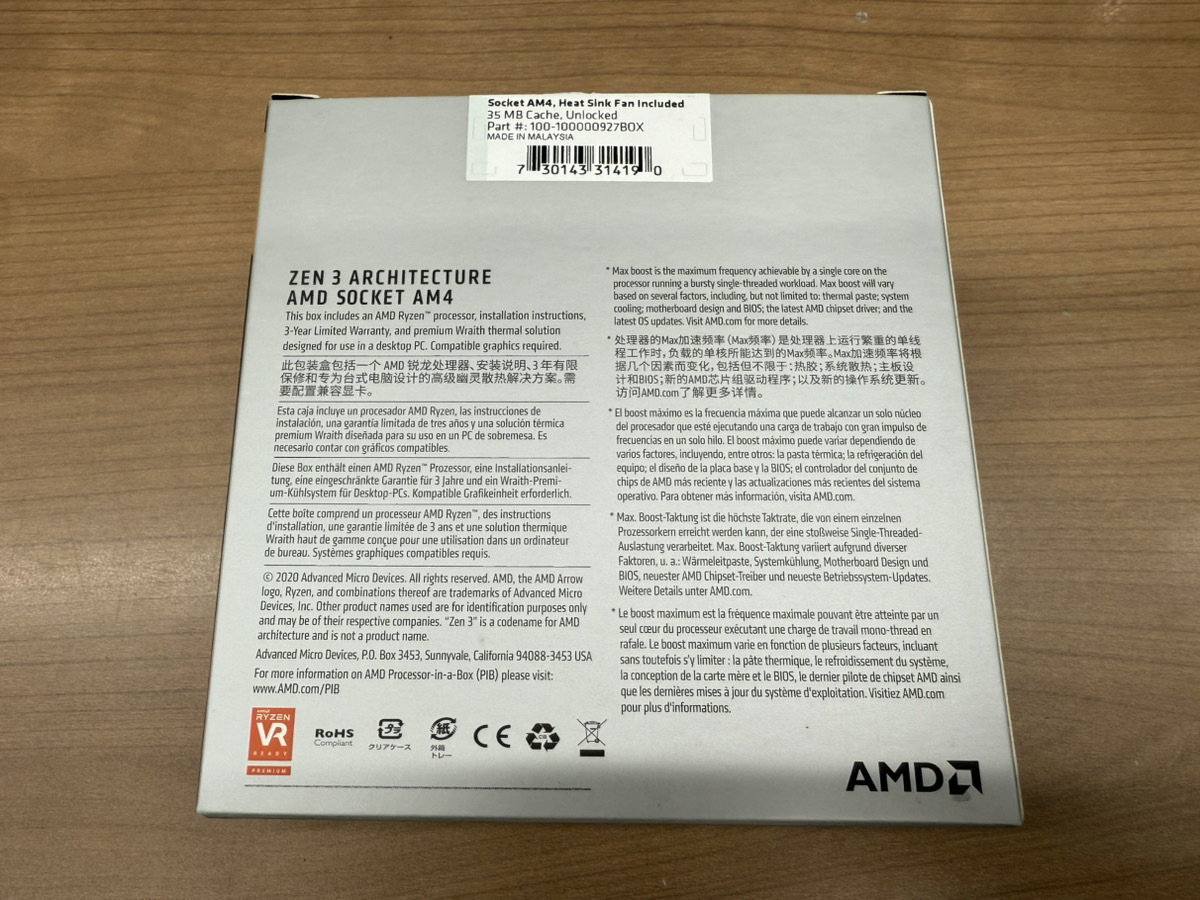 Socket AM4, Heat Sink Fan Included
35 MB Cache, Unlocked
Part #: 100-100000927BOX
MADE IN MALAYSIA
7 30143 31419 0
ZEN 3 ARCHITECTURE
AMD SOCKET AM4
This box includes an AMD Ryzen™ processor, installation instructions,
3-Year Limited Warranty, and premium Wraith thermal solution
designed for use in a desktop PC. Compatible graphics required.
此包装盒包括一个 AMD 锐龙处理器、安装说明、3 年有限
保修和专为台式电脑设计的高级幽灵散热解决方案。需
要配置兼容显卡。
Esta caja incluye un procesador AMD Ryzen, las instrucciones de
instalación, una garantía limitada de tres años y una solución térmica
premium Wraith diseñada para su uso en un PC de sobremesa. Es
necesario contar con gráficos compatibles.
Diese Box enthält einen AMD Ryzen™ Prozessor, eine Installationsanlei-
tung, eine eingeschränkte Garantie für 3 Jahre und ein Wraith-Premi-
um-Kühlsystem für Desktop-PCs. Kompatible Grafikeinheit erforderlich.
Cette boîte comprend un processeur AMD Ryzen™, des instructions
d'installation, une garantie limitée de 3 ans et une solution thermique
Wraith haut de gamme conçue pour une utilisation dans un ordinateur
de bureau. Systèmes graphiques compatibles requis.
© 2020 Advanced Micro Devices. All rights reserved. AMD, the AMD Arrow
logo, Ryzen, and combinations thereof are trademarks of Advanced Micro
Devices, Inc. Other product names used are for identification purposes only
and may be of their respective companies. "Zen 3" is a codename for AMD
architecture and is not a product name.
Advanced Micro Devices, P.O. Box 3453, Sunnyvale, California 94088-3453 USA
For more information on AMD Processor-in-a-Box (PIB) please visit:
www.AMD.com/PIB
* Max boost is the maximum frequency achievable by a single core on the
processor running a bursty single-threaded workload. Max boost will vary
based on several factors, including, but not limited to: thermal paste; system
cooling; motherboard design and BIOS; the latest AMD chipset driver; and the
latest OS updates. Visit AMD.com for more details.
* 处理器的Max加速频率（Max频率）是处理器上运行繁重的单线
程工作时，负载的单核所能达到的Max频率。Max加速频率将根
据几个因素而变化，包括但不限于：热胶；系统散热；主板设
计和BIOS；新的AMD芯片组驱动程序；以及新的操作系统更新。
访问AMD.com了解更多详情。
* El boost máximo es la frecuencia máxima que puede alcanzar un solo núcleo
del procesador que esté ejecutando una carga de trabajo con gran impulso de
frecuencias en un solo hilo. El boost máximo puede variar dependiendo de
varios factores, incluyendo, entre otros: la pasta térmica; la refrigeración del
equipo; el diseño de la placa base y la BIOS; el controlador del conjunto de
chips de AMD más reciente y las actualizaciones más recientes del sistema
operativo. Para obtener más información, visita AMD.com.
* Max. Boost-Taktung ist die höchste Taktrate, die von einem einzelnen
Prozessorkern erreicht werden kann, der eine stoßweise Single-Threaded-
Auslastung verarbeitet. Max. Boost-Taktung variiert aufgrund diverser
Faktoren, u. a.: Wärmeleitpaste, Systemkühlung, Motherboard Design und
BIOS, neuester AMD Chipset-Treiber und neueste Betriebssystem-Updates.
Weitere Details unter AMD.com.
* Le boost maximum est la fréquence maximale pouvant être atteinte par un
seul cœur du processeur exécutant une charge de travail mono-thread en
rafale. Le boost maximum varie en fonction de plusieurs facteurs, incluant
sans toutefois s'y limiter : la pâte thermique, le refroidissement du système,
la conception de la carte mère et le BIOS, le dernier pilote de chipset AMD ainsi
que les dernières mises à jour du système d'exploitation. Visitiez AMD.com
pour plus d'informations.
AMD
RYZEN
VR
READY
PREMIUM
RoHS
Compliant
プラ
クリアケース
紙
外箱
トレー
CE
AMD